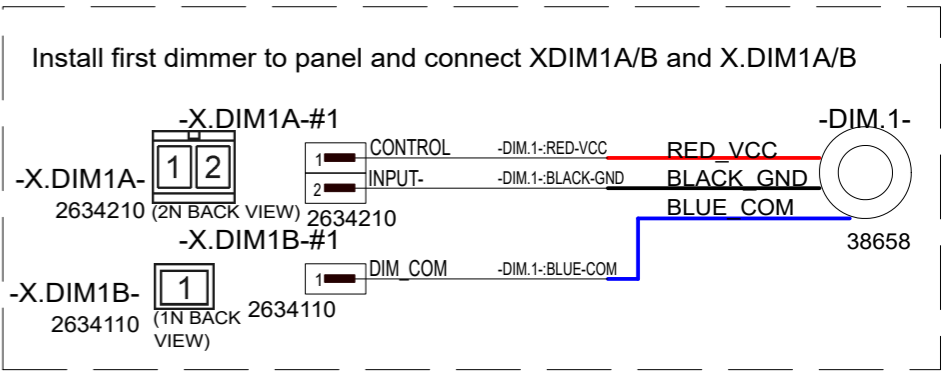 Install first dimmer to panel and connect XDIM1A/B and X.DIM1A/B
-X.DIM1A-#1
-DIM.1-
1 2
1 CONTROL -DIM.1-:RED-VCC RED_VCC
-X.DIM1A-
2 INPUT- -DIM.1-:BLACK-GND BLACK_GND
2634210 (2N BACK VIEW) 2634210
BLUE_COM
-X.DIM1B-#1
38658
1 DIM_COM -DIM.1-:BLUE-COM
-X.DIM1B-
1
2634110
(1N BACK
VIEW)
2634110